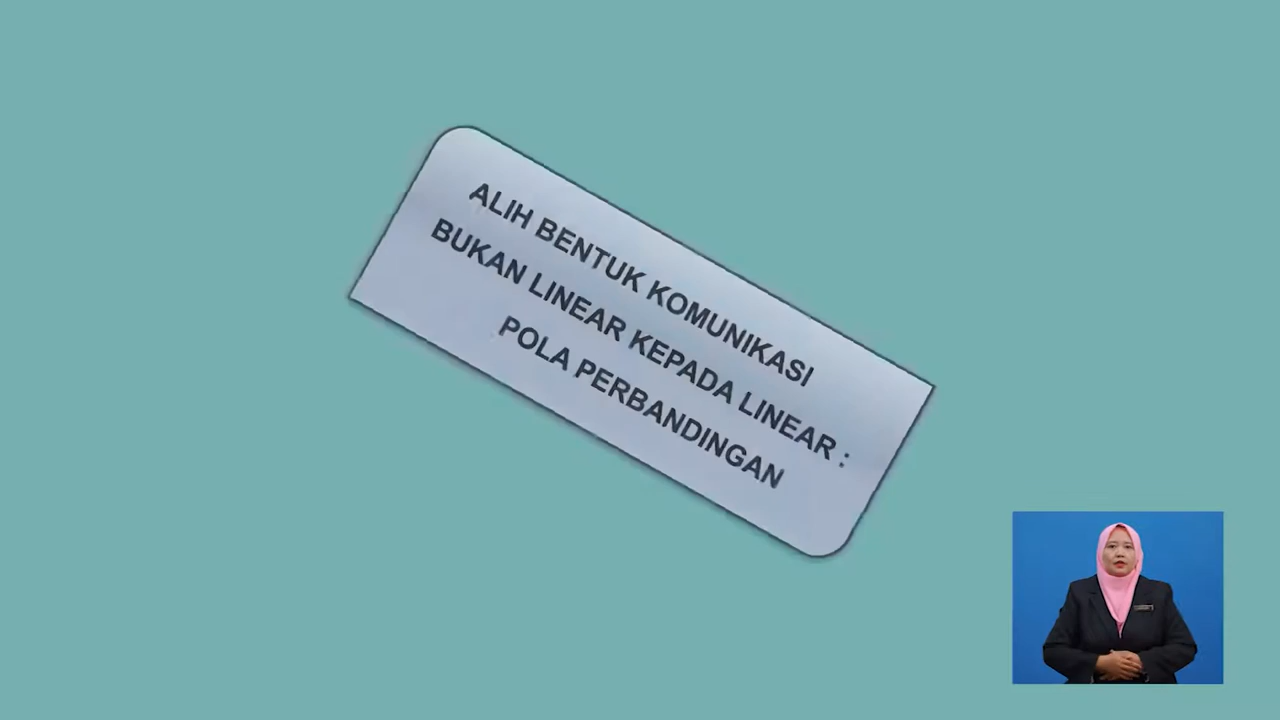 ALIH BENTUK KOMUNIKASI
BUKAN LINEAR KEPADA LINEAR :
POLA PERBANDINGAN